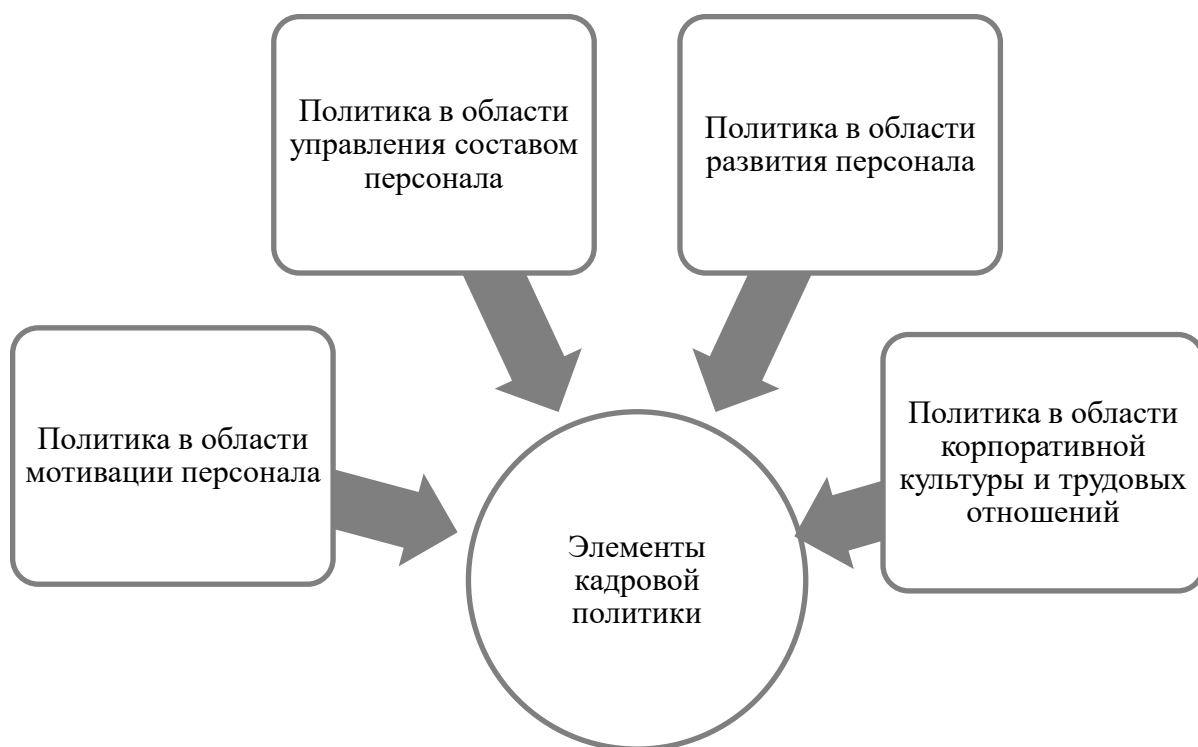 Политика в области
управления составом
персонала
Политика в области
развития персонала
Политика в области
мотивации персонала
Политика в области
корпоративной
культуры и трудовых
отношений
Элементы
кадровой
политики